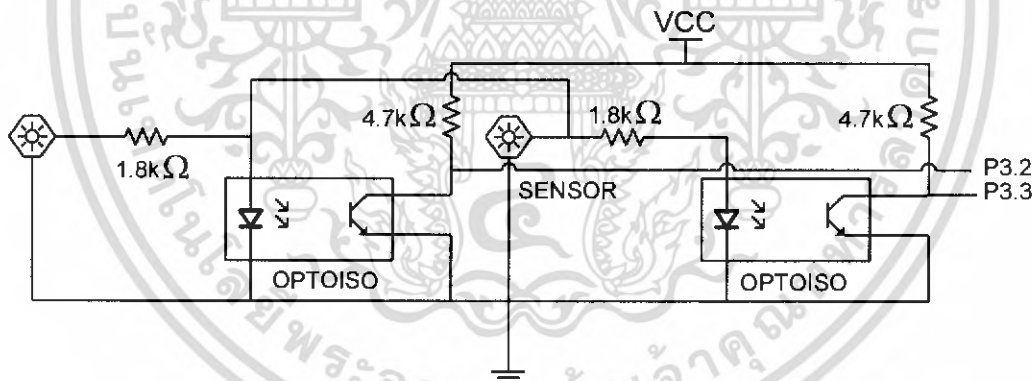 VCC
4.7kΩ
1.8kΩ
4.7kΩ
1.8kΩ
P3.2
SENSOR
P3.3
OPTOISO
OPTOISO